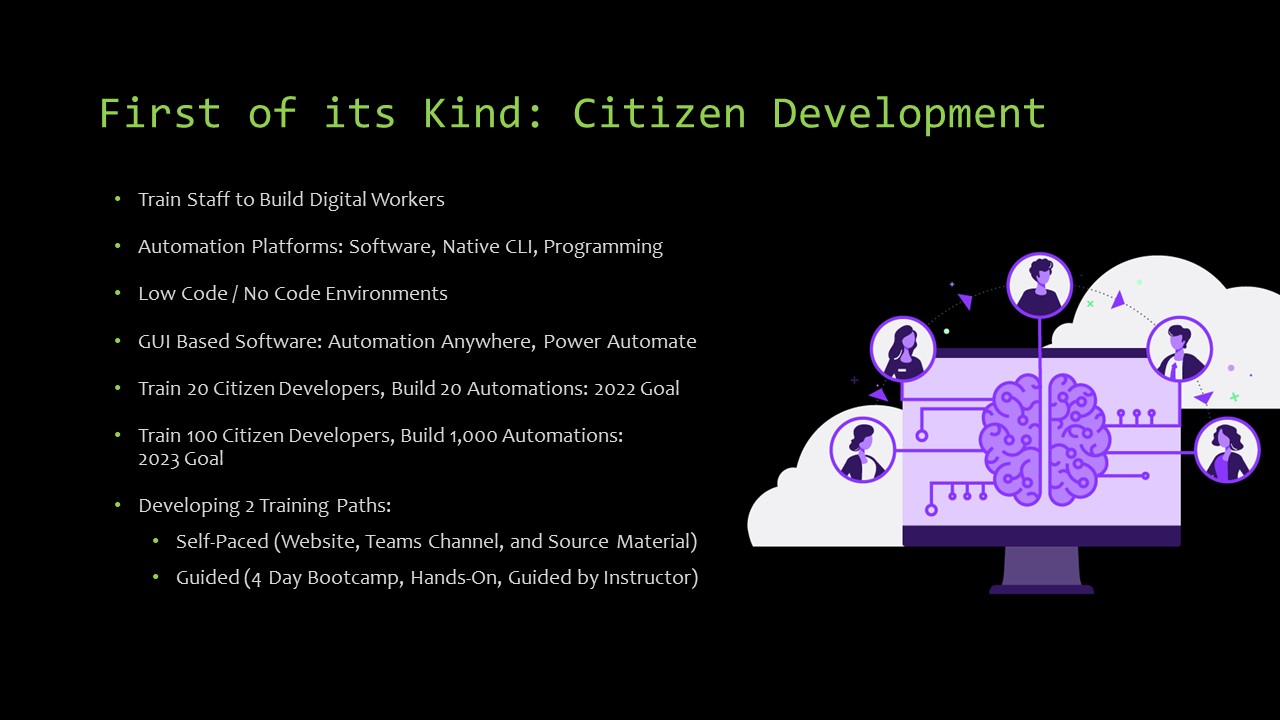 First of its Kind: Citizen Development
• Train Staff to Build Digital Workers
• Automation Platforms: Software, Native CLI, Programming
• Low Code / No Code Environments
• GUI Based Software: Automation Anywhere, Power Automate
• Train 20 Citizen Developers, Build 20 Automations: 2022 Goal
• Train 100 Citizen Developers, Build 1,000 Automations:
2023 Goal
• Developing 2 Training Paths:
• Self-Paced (Website, Teams Channel, and Source Material)
• Guided (4 Day Bootcamp, Hands-On, Guided by Instructor)